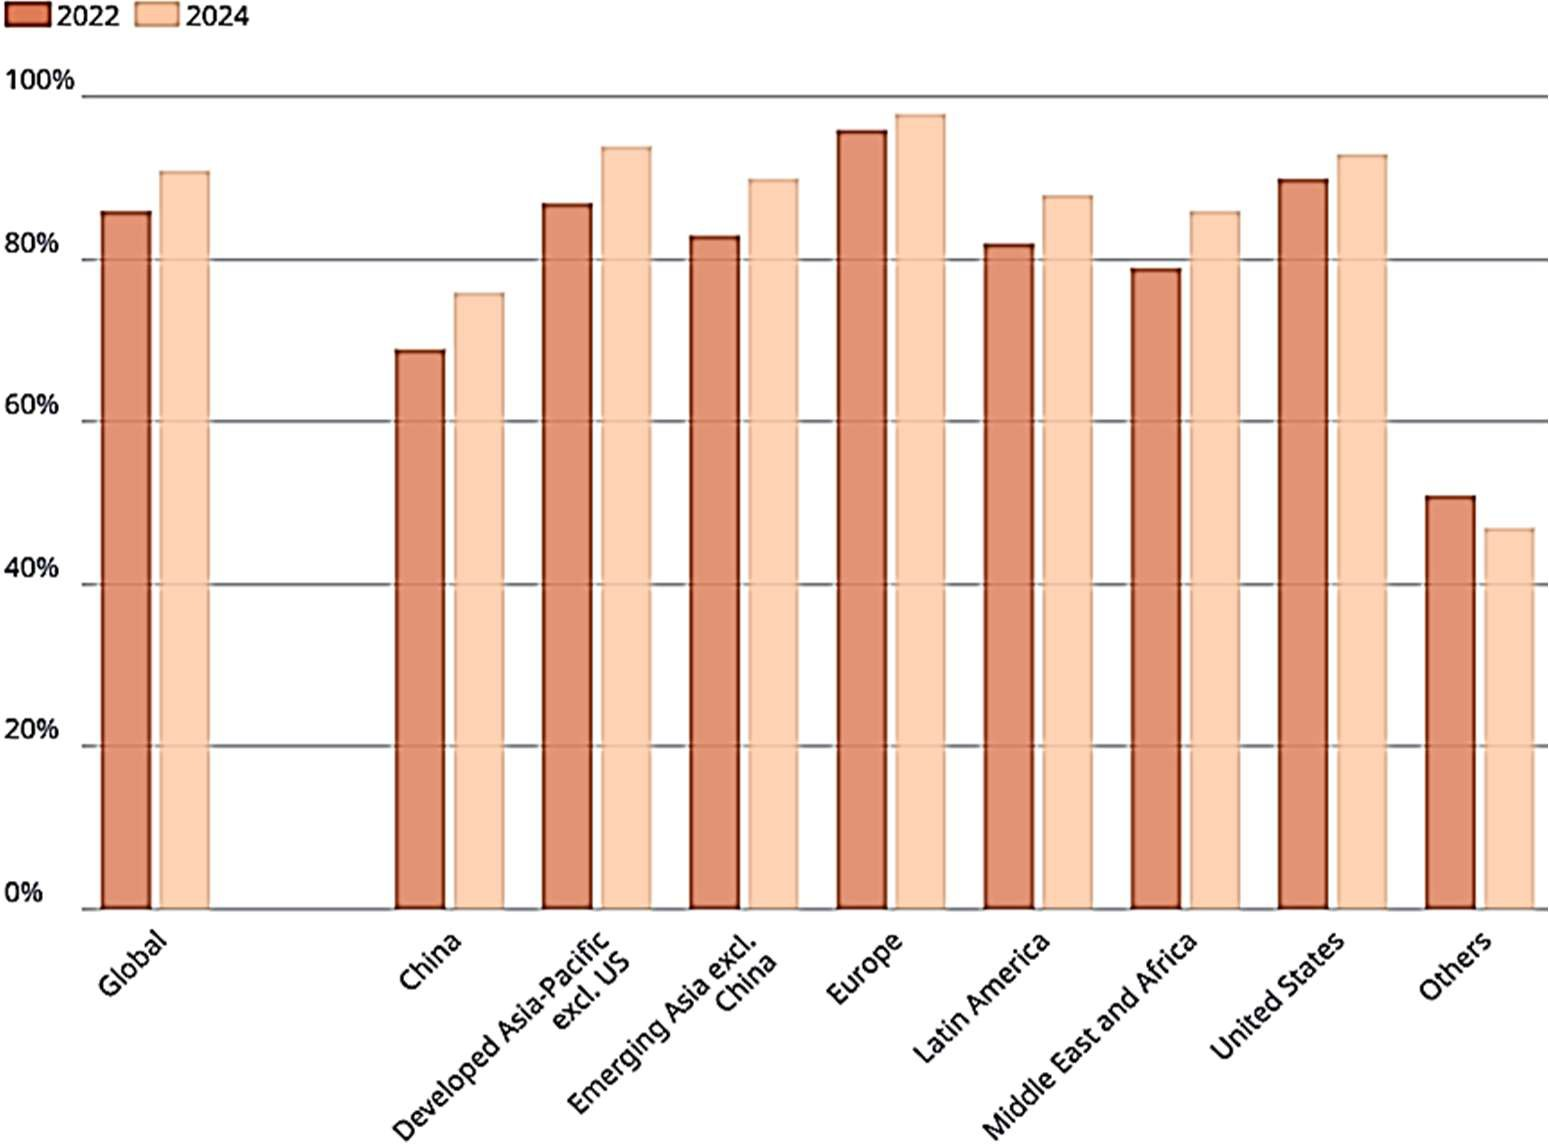 2022 2024
100%
80%
60%
40%
20%
0%
Global
China
Developed Asia-Pacific
excl. US
Emerging Asia excl.
China
Europe
Latin America
Middle East and Africa
United States
Others